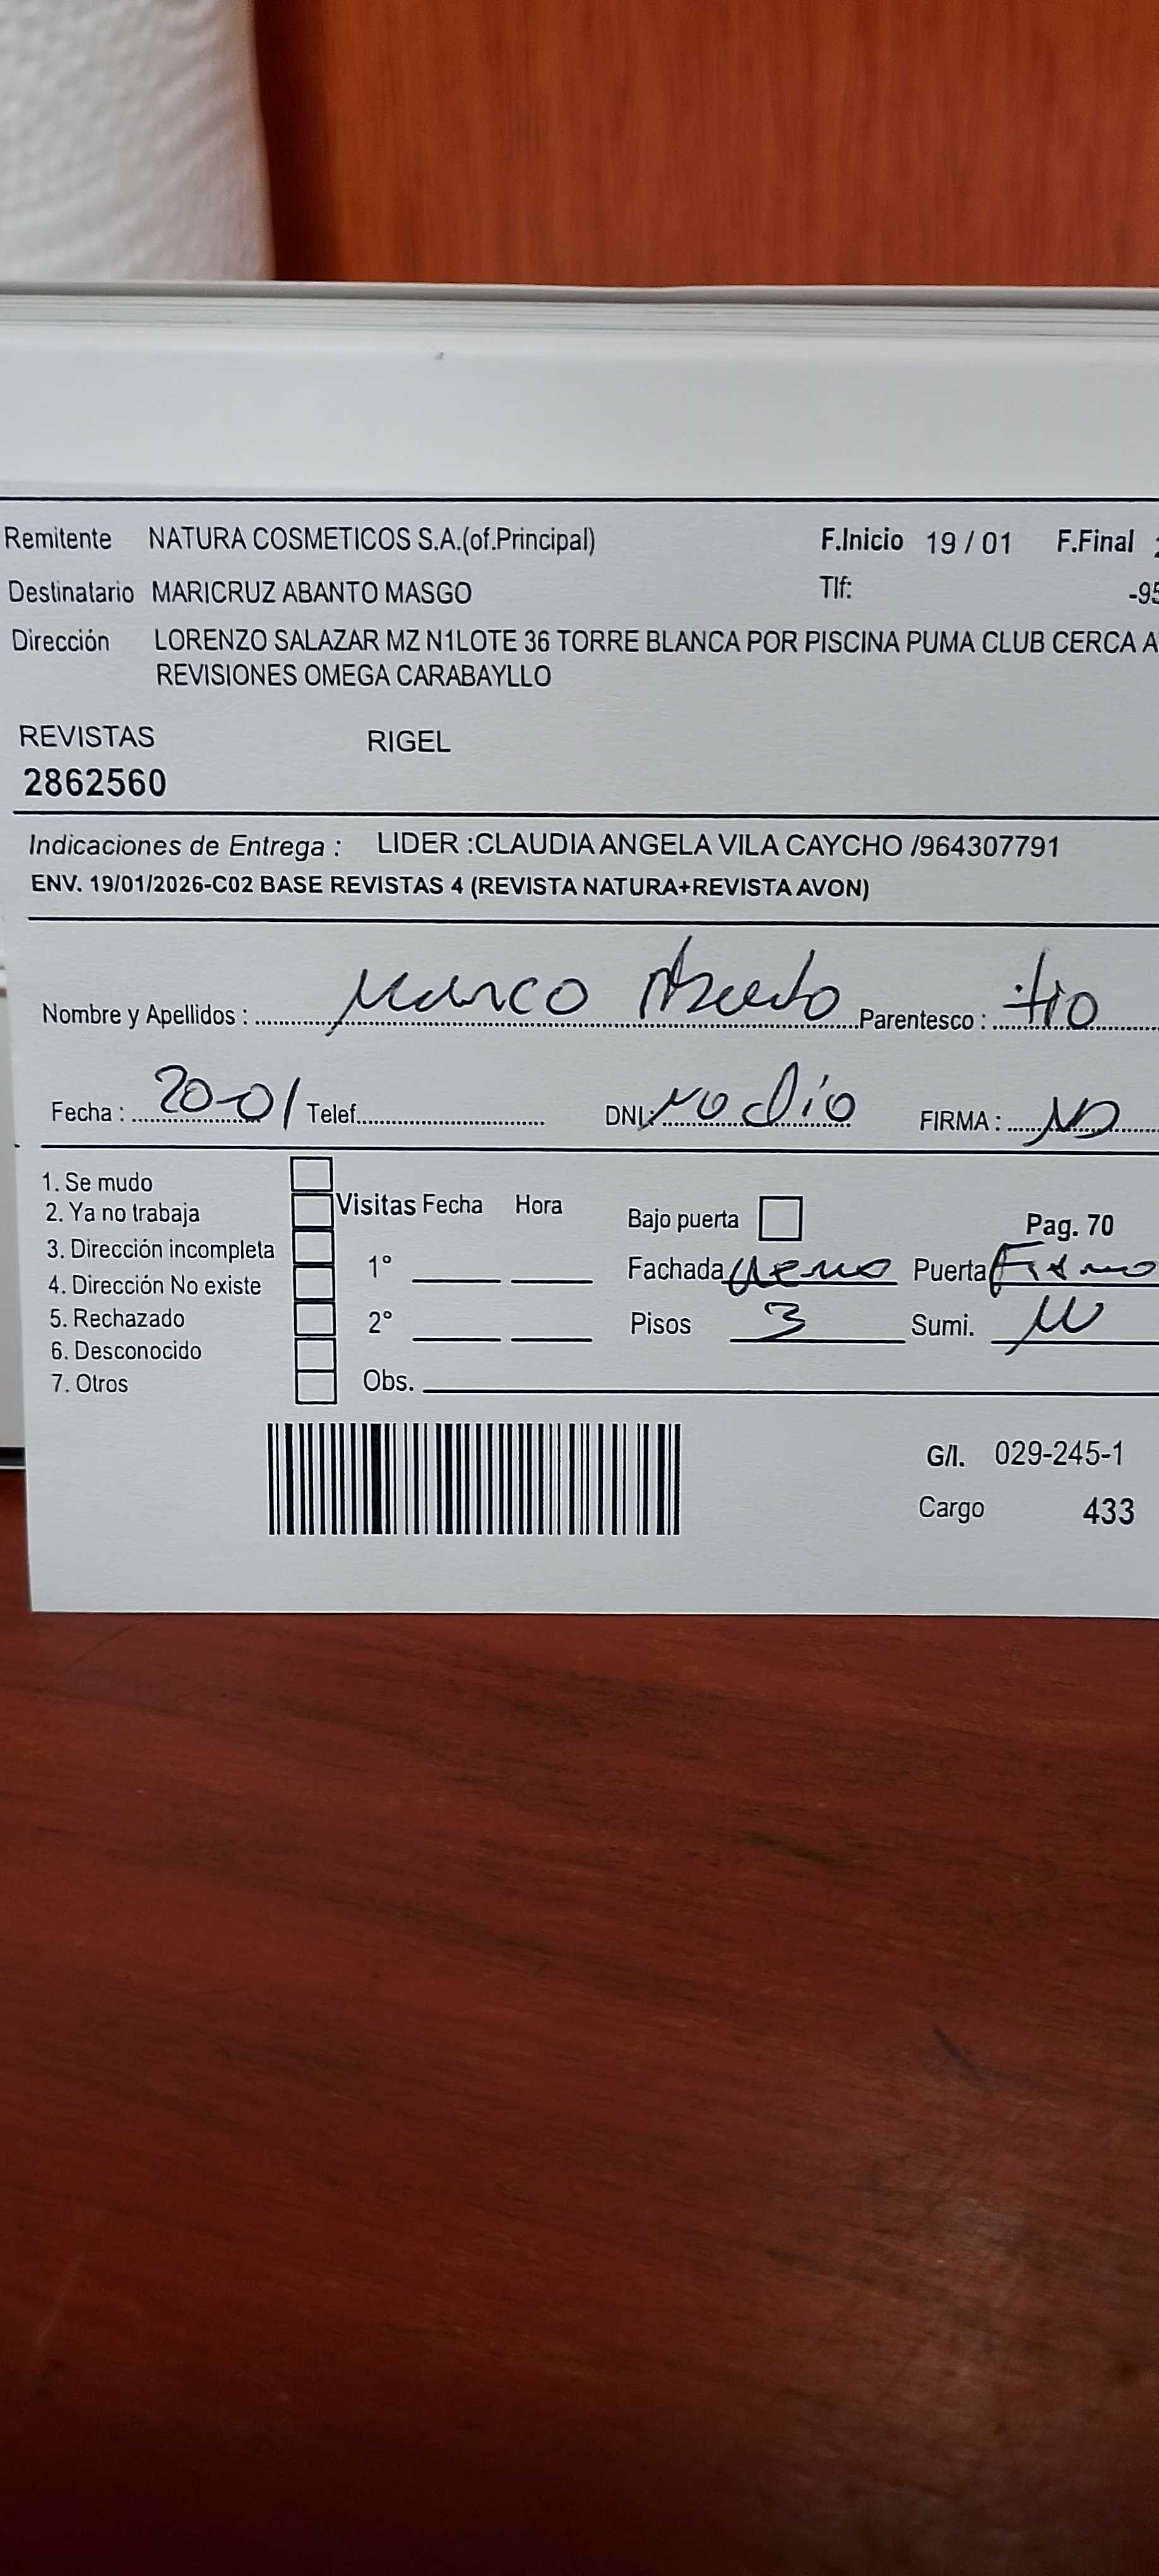 Remitente NATURA COSMETICOS S.A.(of.Principal) F.Inicio 19 / 01 F.Final
Destinatario MARICRUZ ABANTO MASGO Tlf: -95
Dirección LORENZO SALAZAR MZ N1LOTE 36 TORRE BLANCA POR PISCINA PUMA CLUB CERCA A
REVISIONES OMEGA CARABAYLLO
REVISTAS RIGEL
2862560
Indicaciones de Entrega : LIDER :CLAUDIA ANGELA VILA CAYCHO /964307791
ENV. 19/01/2026-C02 BASE REVISTAS 4 (REVISTA NATURA+REVISTA AVON)
Nombre y Apellidos : Marco Parentesco : tio
Fecha : 20-01 Telef. DNI: no dio FIRMA : ND
1. Se mudo
2. Ya no trabaja Visitas Fecha Hora Bajo puerta Pag. 70
3. Dirección incompleta 1° Fachada Puerta
4. Dirección No existe
5. Rechazado 2° Pisos 3 Sumi.
6. Desconocido
7. Otros Obs.
G/I. 029-245-1
Cargo 433